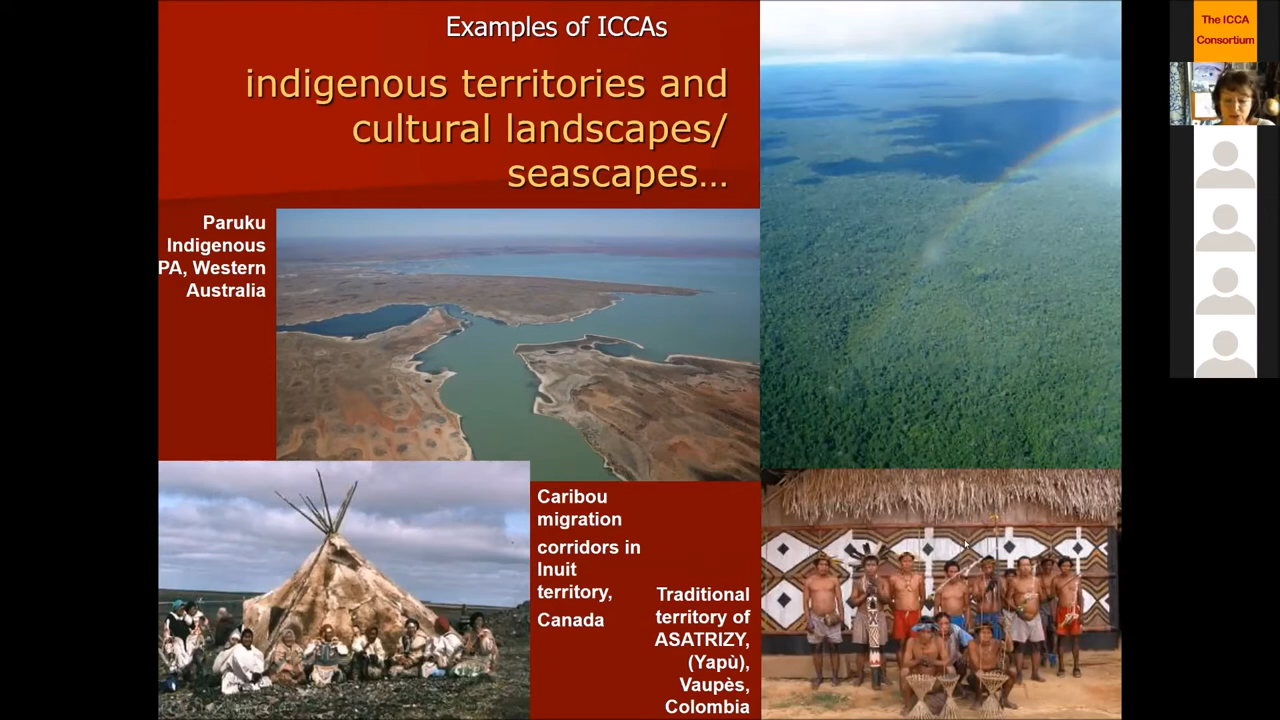 Examples of ICCAs
indigenous territories and
cultural landscapes/
seascapes…
Paruku
Indigenous
PA, Western
Australia
Caribou
migration
corridors in
Inuit
territory,
Canada
Traditional
territory of
ASATRIZY,
(Yapù),
Vaupès,
Colombia
The ICCA
Consortium